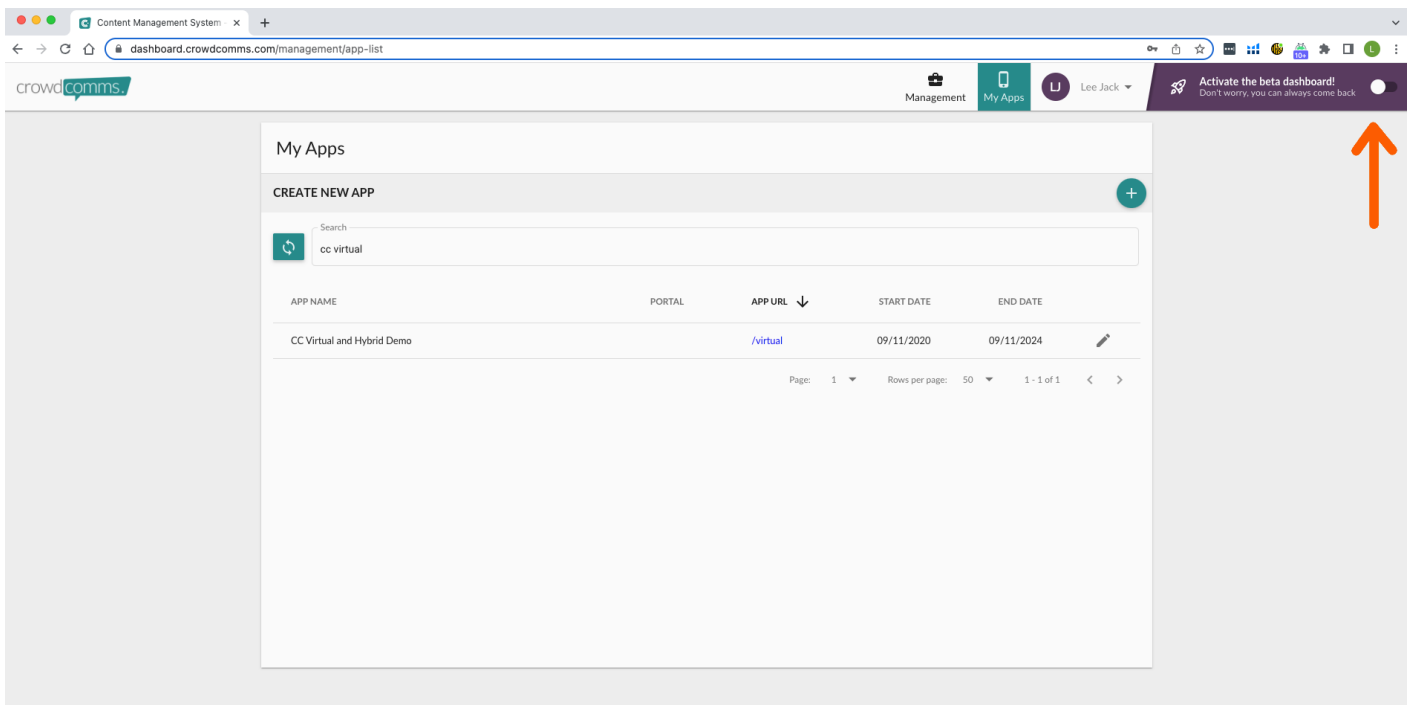 Content Management System -
dashboard.crowdcomms.com/management/app-list
10+
L
crowdcomms.
Management
My Apps
LJ
Lee Jack
Activate the beta dashboard!
Don't worry, you can always come back
My Apps
CREATE NEW APP
Search
cc virtual
APP NAME PORTAL APP URL START DATE END DATE
CC Virtual and Hybrid Demo /virtual 09/11/2020 09/11/2024
Page: 1 Rows per page: 50 1 - 1 of 1